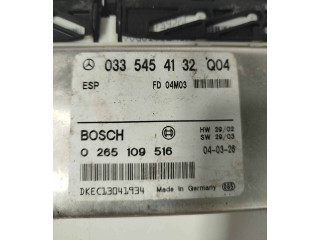 033 545 41 32 Q04
ESP FD 04M03
BOSCH
HW 29/02
SW 29/03
0 265 109 516 04-03-28
DKEC13041934 Made in Germany